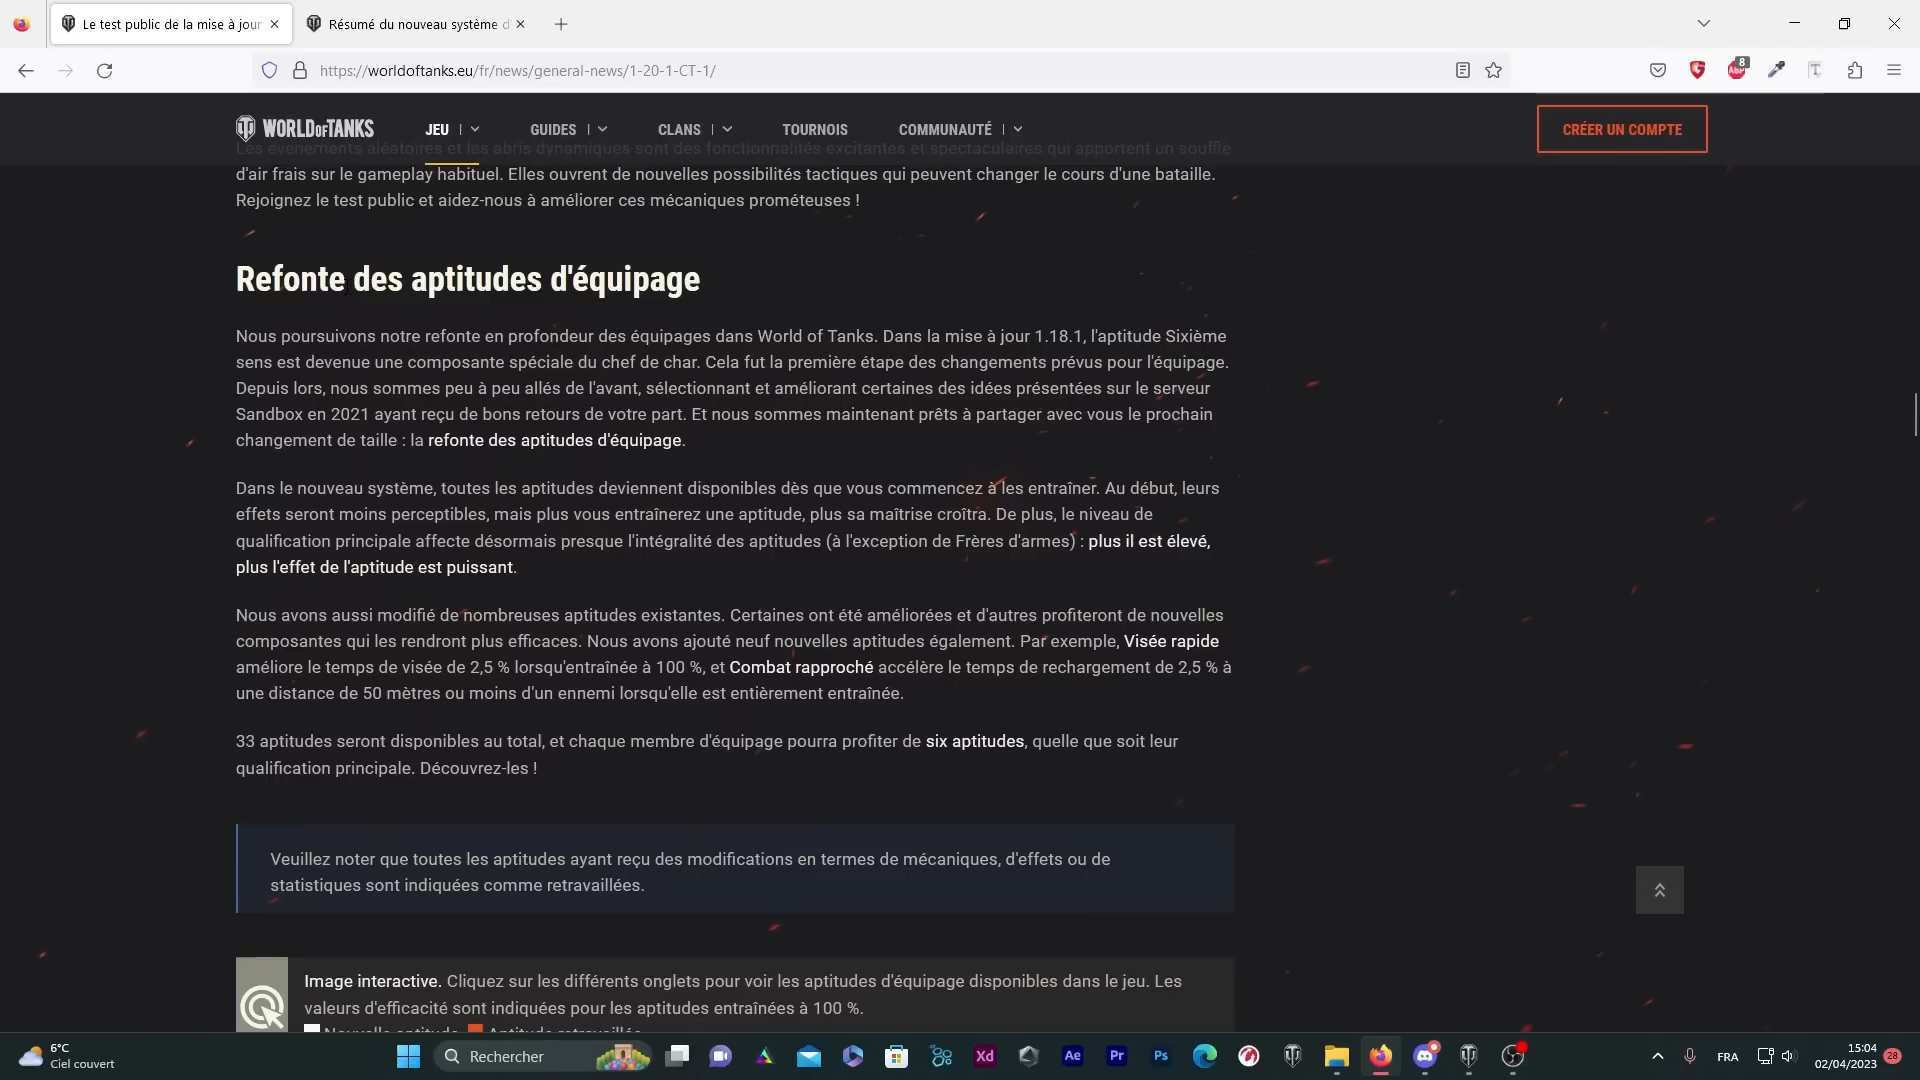 Le test public de la mise à jour
Résumé du nouveau système d
https://worldoftanks.eu/fr/news/general-news/1-20-1-CT-1/
8
WORLD OF TANKS
JEU
GUIDES
CLANS
TOURNOIS
COMMUNAUTÉ
CRÉER UN COMPTE
Les événements aléatoires et les abris dynamiques sont des fonctionnalités excitantes et spectaculaires qui apportent un souffle
d'air frais sur le gameplay habituel. Elles ouvrent de nouvelles possibilités tactiques qui peuvent changer le cours d'une bataille.
Rejoignez le test public et aidez-nous à améliorer ces mécaniques prométeuses !
Refonte des aptitudes d'équipage
Nous poursuivons notre refonte en profondeur des équipages dans World of Tanks. Dans la mise à jour 1.18.1, l'aptitude Sixième
sens est devenue une composante spéciale du chef de char. Cela fut la première étape des changements prévus pour l'équipage.
Depuis lors, nous sommes peu à peu allés de l'avant, sélectionnant et améliorant certaines des idées présentées sur le serveur
Sandbox en 2021 ayant reçu de bons retours de votre part. Et nous sommes maintenant prêts à partager avec vous le prochain
changement de taille : la refonte des aptitudes d'équipage.
Dans le nouveau système, toutes les aptitudes deviennent disponibles dès que vous commencez à les entraîner. Au début, leurs
effets seront moins perceptibles, mais plus vous entraînerez une aptitude, plus sa maîtrise croîtra. De plus, le niveau de
qualification principale affecte désormais presque l'intégralité des aptitudes (à l'exception de Frères d'armes) : plus il est élevé,
plus l'effet de l'aptitude est puissant.
Nous avons aussi modifié de nombreuses aptitudes existantes. Certaines ont été améliorées et d'autres profiteront de nouvelles
composantes qui les rendront plus efficaces. Nous avons ajouté neuf nouvelles aptitudes également. Par exemple, Visée rapide
améliore le temps de visée de 2,5 % lorsqu'entraînée à 100 %, et Combat rapproché accélère le temps de rechargement de 2,5 % à
une distance de 50 mètres ou moins d'un ennemi lorsqu'elle est entièrement entraînée.
33 aptitudes seront disponibles au total, et chaque membre d'équipage pourra profiter de six aptitudes, quelle que soit leur
qualification principale. Découvrez-les !
Veuillez noter que toutes les aptitudes ayant reçu des modifications en termes de mécaniques, d'effets ou de
statistiques sont indiquées comme retravaillées.
Image interactive. Cliquez sur les différents onglets pour voir les aptitudes d'équipage disponibles dans le jeu. Les
valeurs d'efficacité sont indiquées pour les aptitudes entraînées à 100 %.
Nouvelle aptitude Aptitude retravaillée
6°C
Ciel couvert
Rechercher
Xd
Ae
Pr
Ps
FRA
15:04
02/04/2023
28